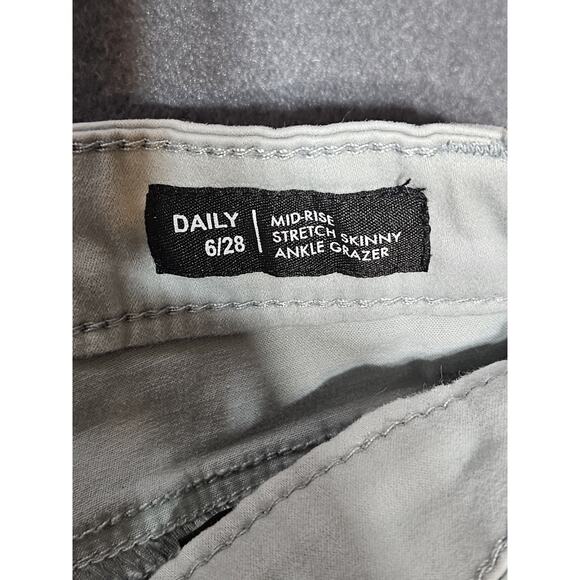 DAILY
6/28
MID-RISE
STRETCH SKINNY
ANKLE GRAZER